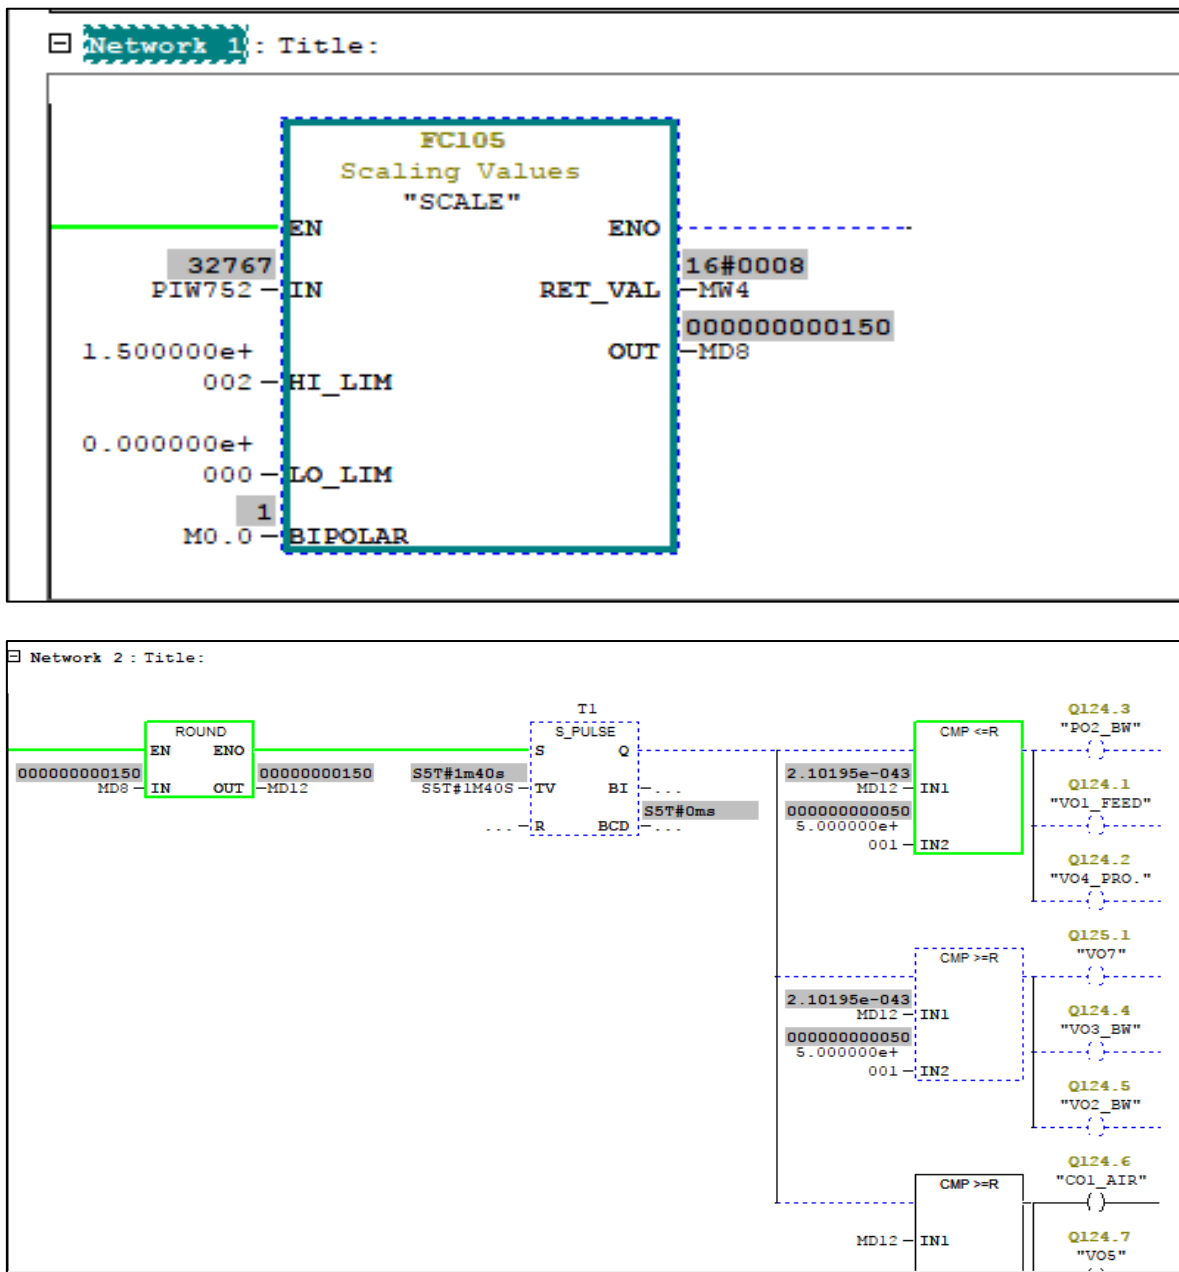 Network 1: Title:
FC105
Scaling Values
"SCALE"
EN ENO
32767 16#0008
PIW752 IN RET_VAL MW4
000000000150
1.500000e+ OUT MD8
002 HI_LIM
0.000000e+
000 LO_LIM
1
M0.0 BIPOLAR
Network 2 : Title:
T1 Q124.3
ROUND S_PULSE CMP <=R "PO2_BW"
EN ENO S Q
000000000150 00000000150 S5T#1m40s 2.10195e-043 Q124.1
MD8 IN OUT MD12 S5T#1M40S TV BI ... MD12 IN1 "VO1_FEED"
S5T#0ms 000000000050
... R BCD ... 5.000000e+
001 IN2 Q124.2
"VO4_PRO."
Q125.1
CMP >=R "VO7"
2.10195e-043 Q124.4
MD12 IN1 "VO3_BW"
000000000050
5.000000e+
001 IN2 Q124.5
"VO2_BW"
Q124.6
CMP >=R "CO1_AIR"
MD12 IN1 Q124.7
"VO5"